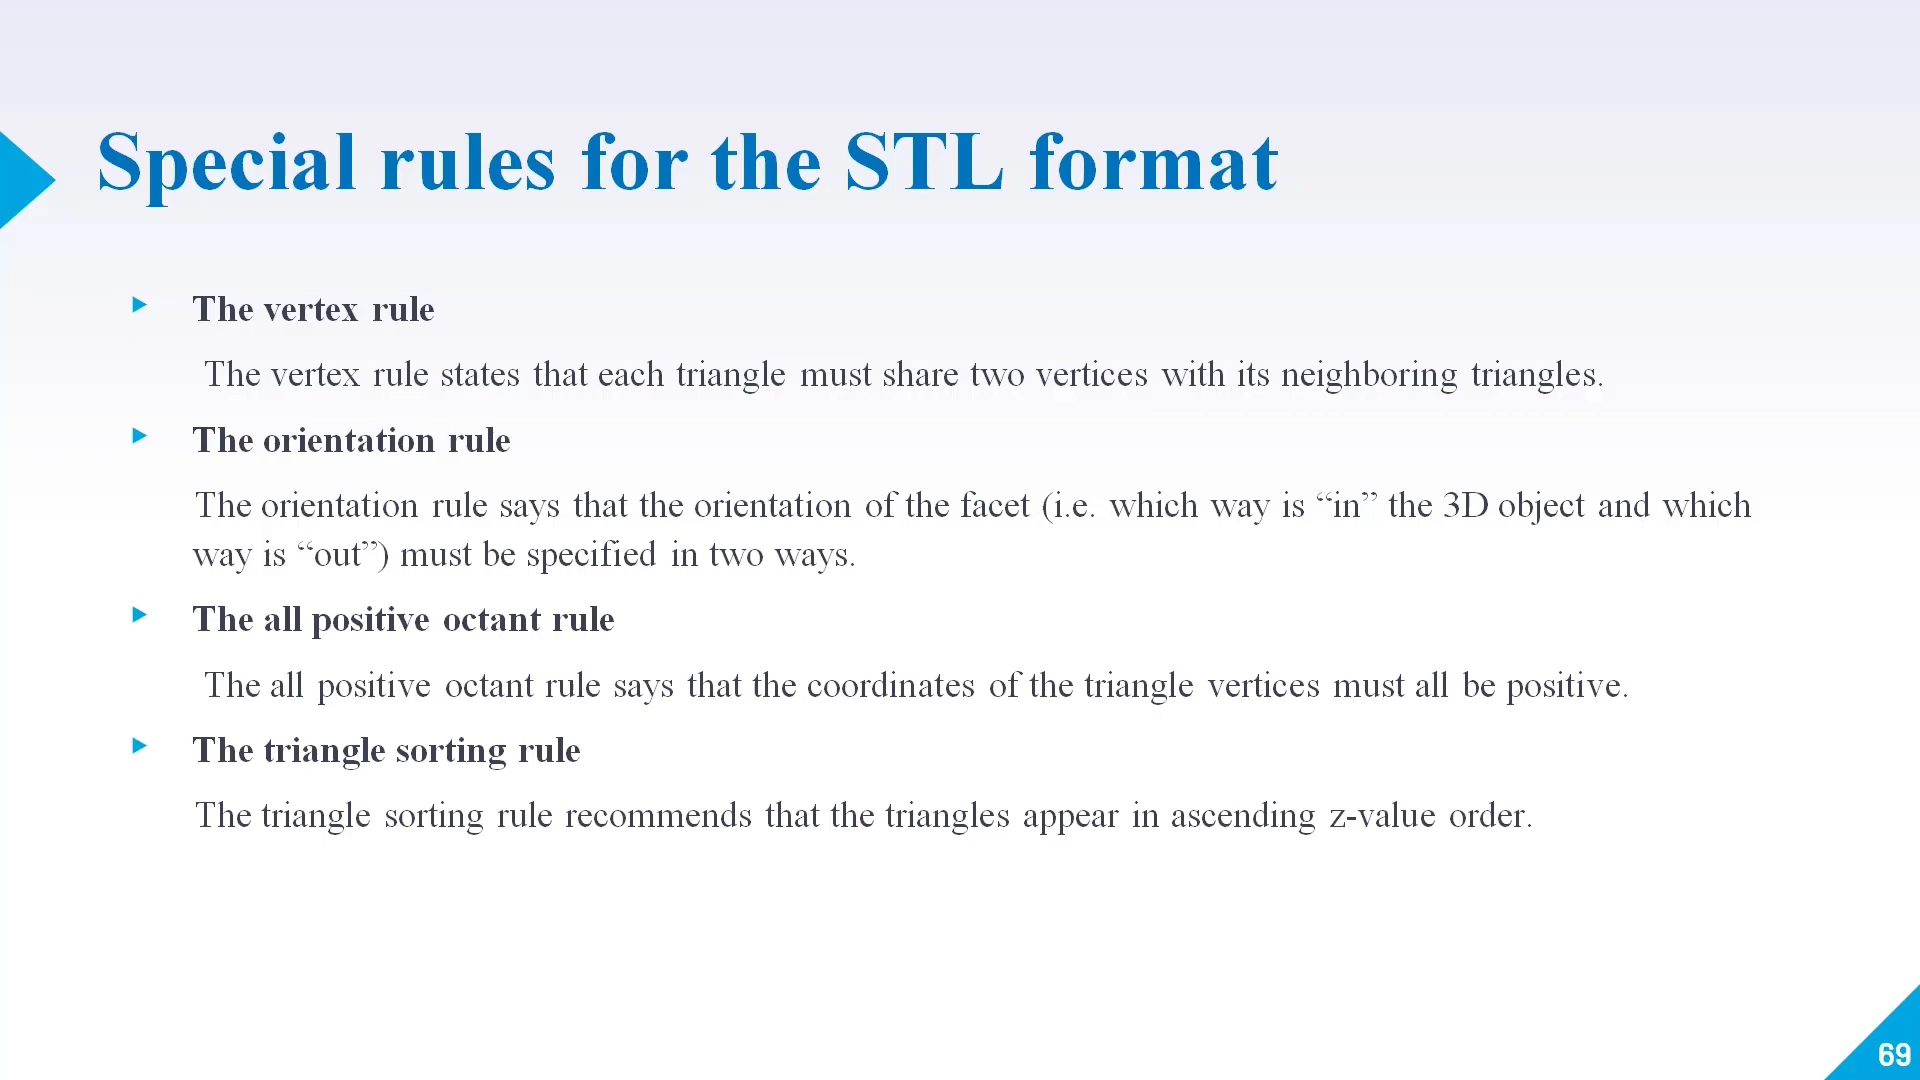 Special rules for the STL format
The vertex rule
The vertex rule states that each triangle must share two vertices with its neighboring triangles.
The orientation rule
The orientation rule says that the orientation of the facet (i.e. which way is “in” the 3D object and which
way is “out”) must be specified in two ways.
The all positive octant rule
The all positive octant rule says that the coordinates of the triangle vertices must all be positive.
The triangle sorting rule
The triangle sorting rule recommends that the triangles appear in ascending z-value order.
69